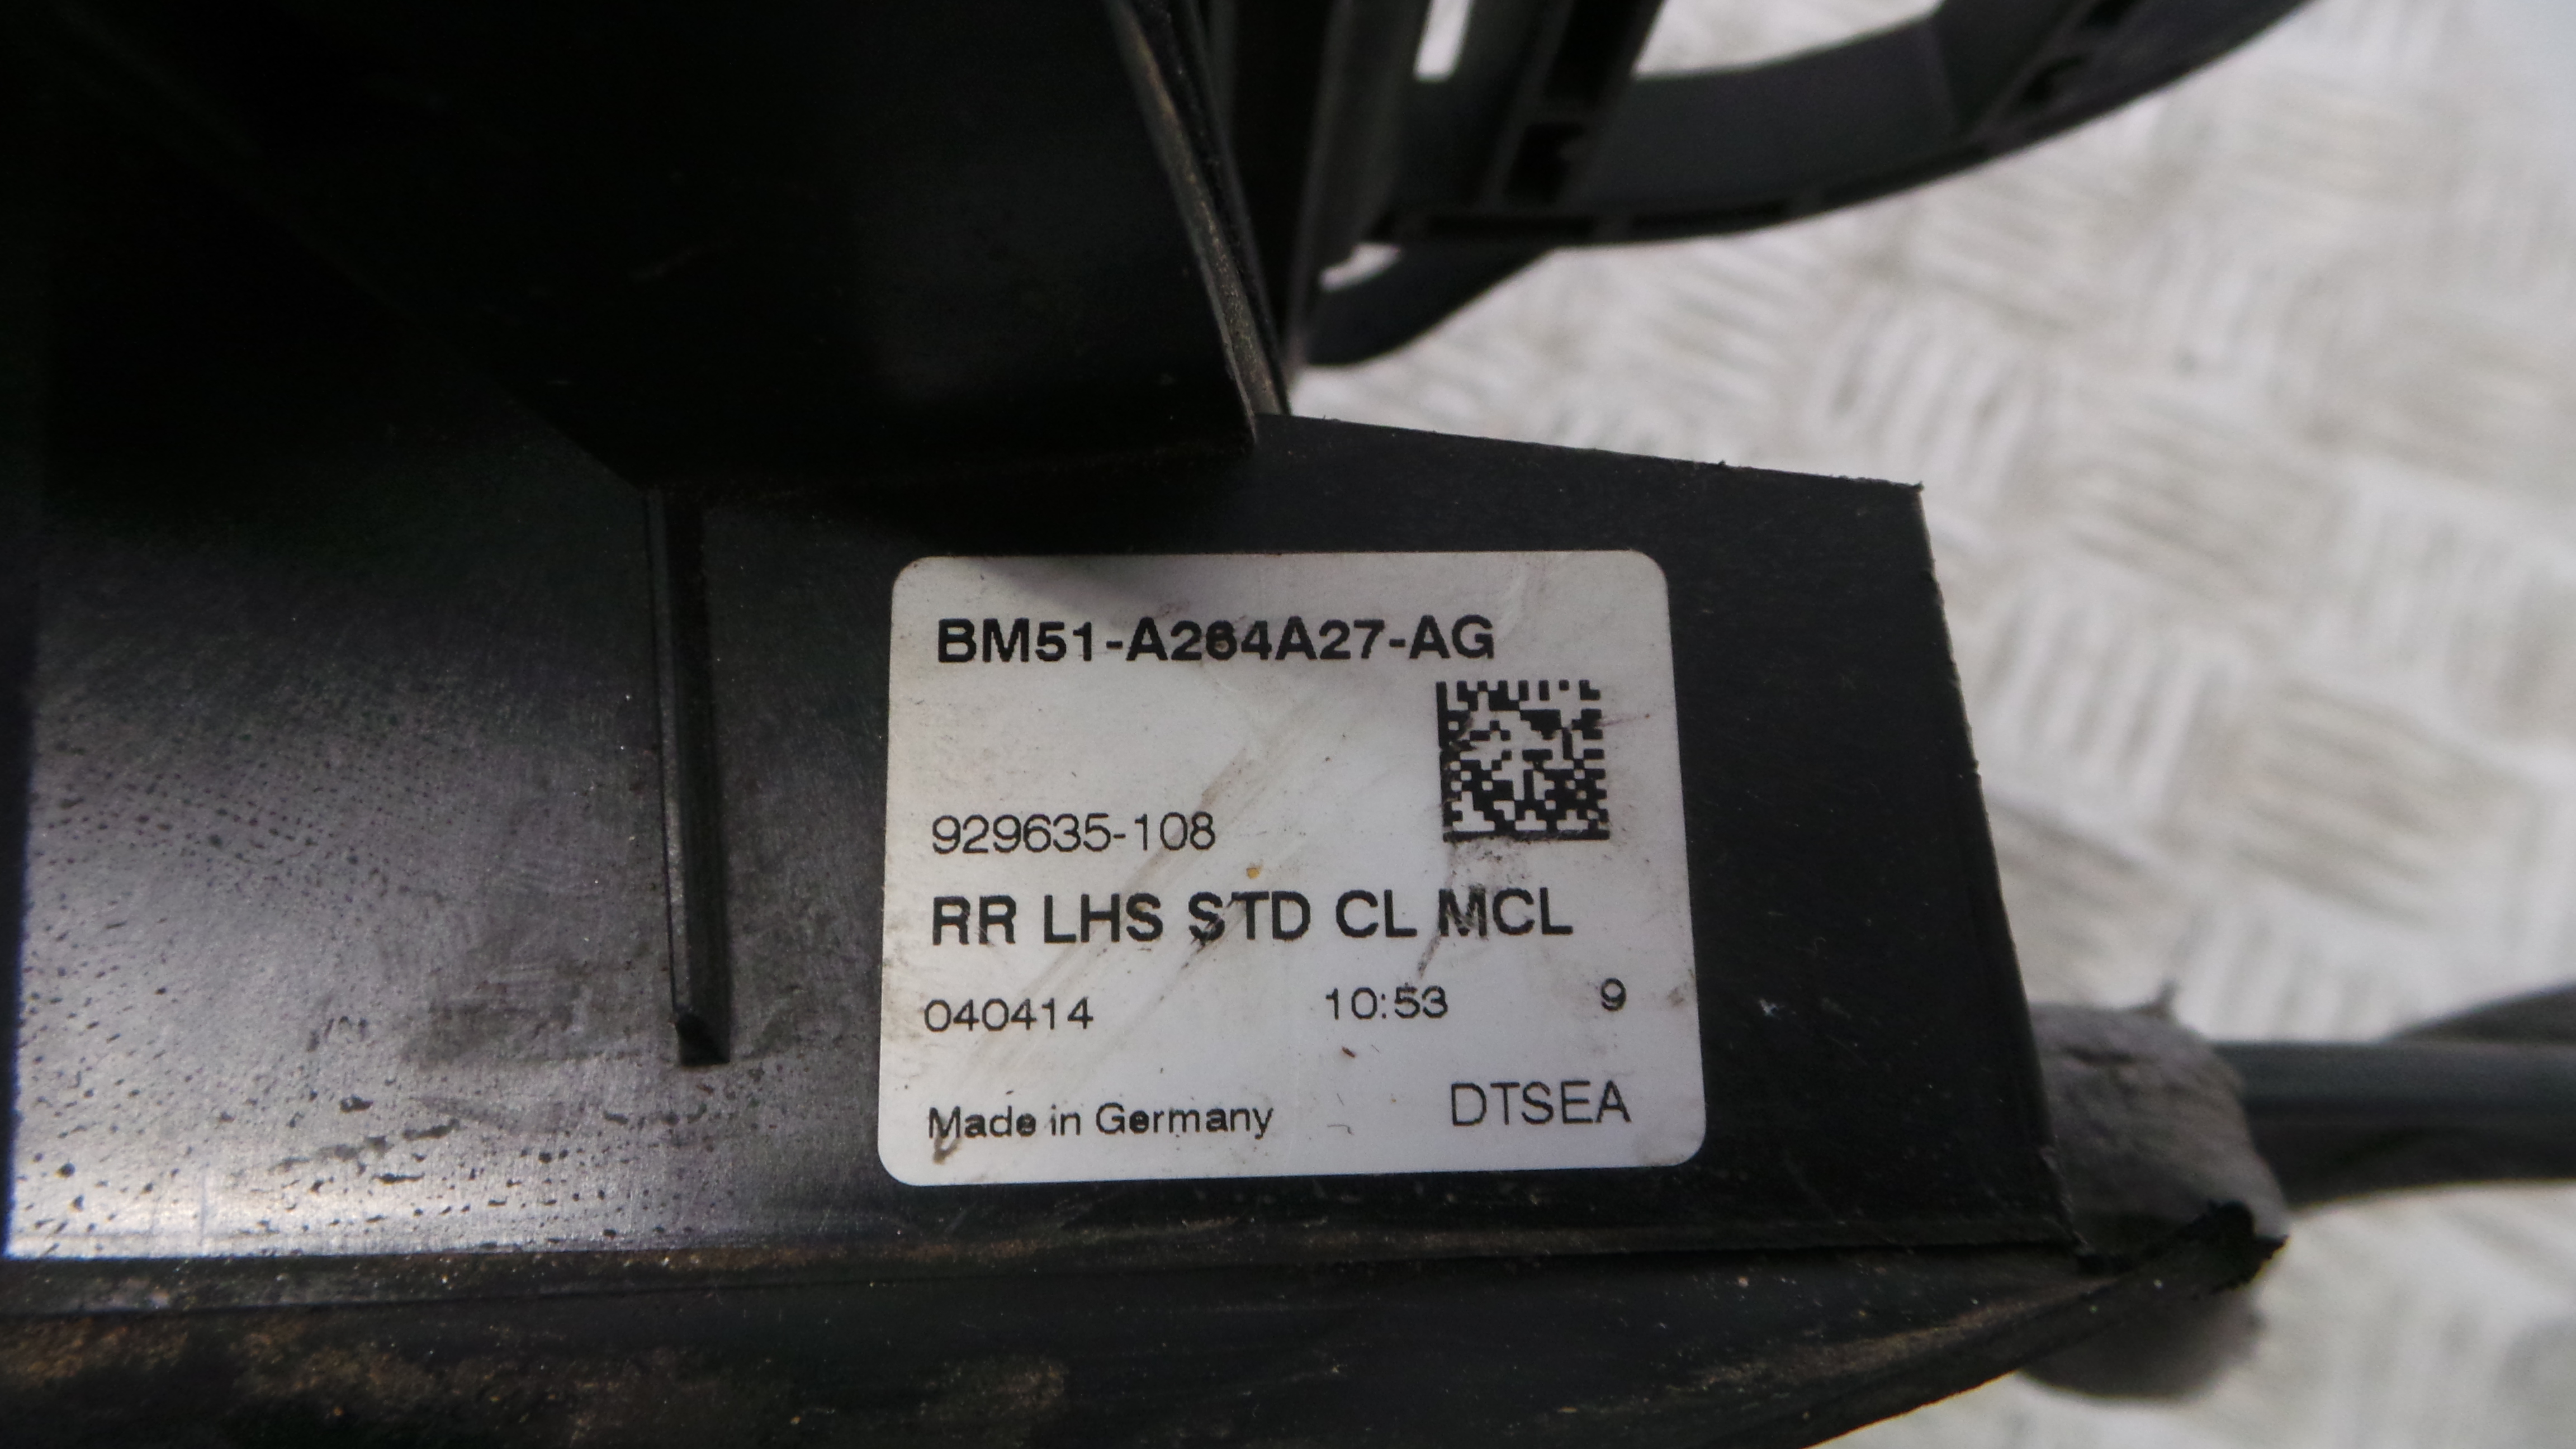 BM51-A264A27-AG
929635-108
RR LHS STD CL MCL
040414 10:53 9
Made in Germany DTSEA